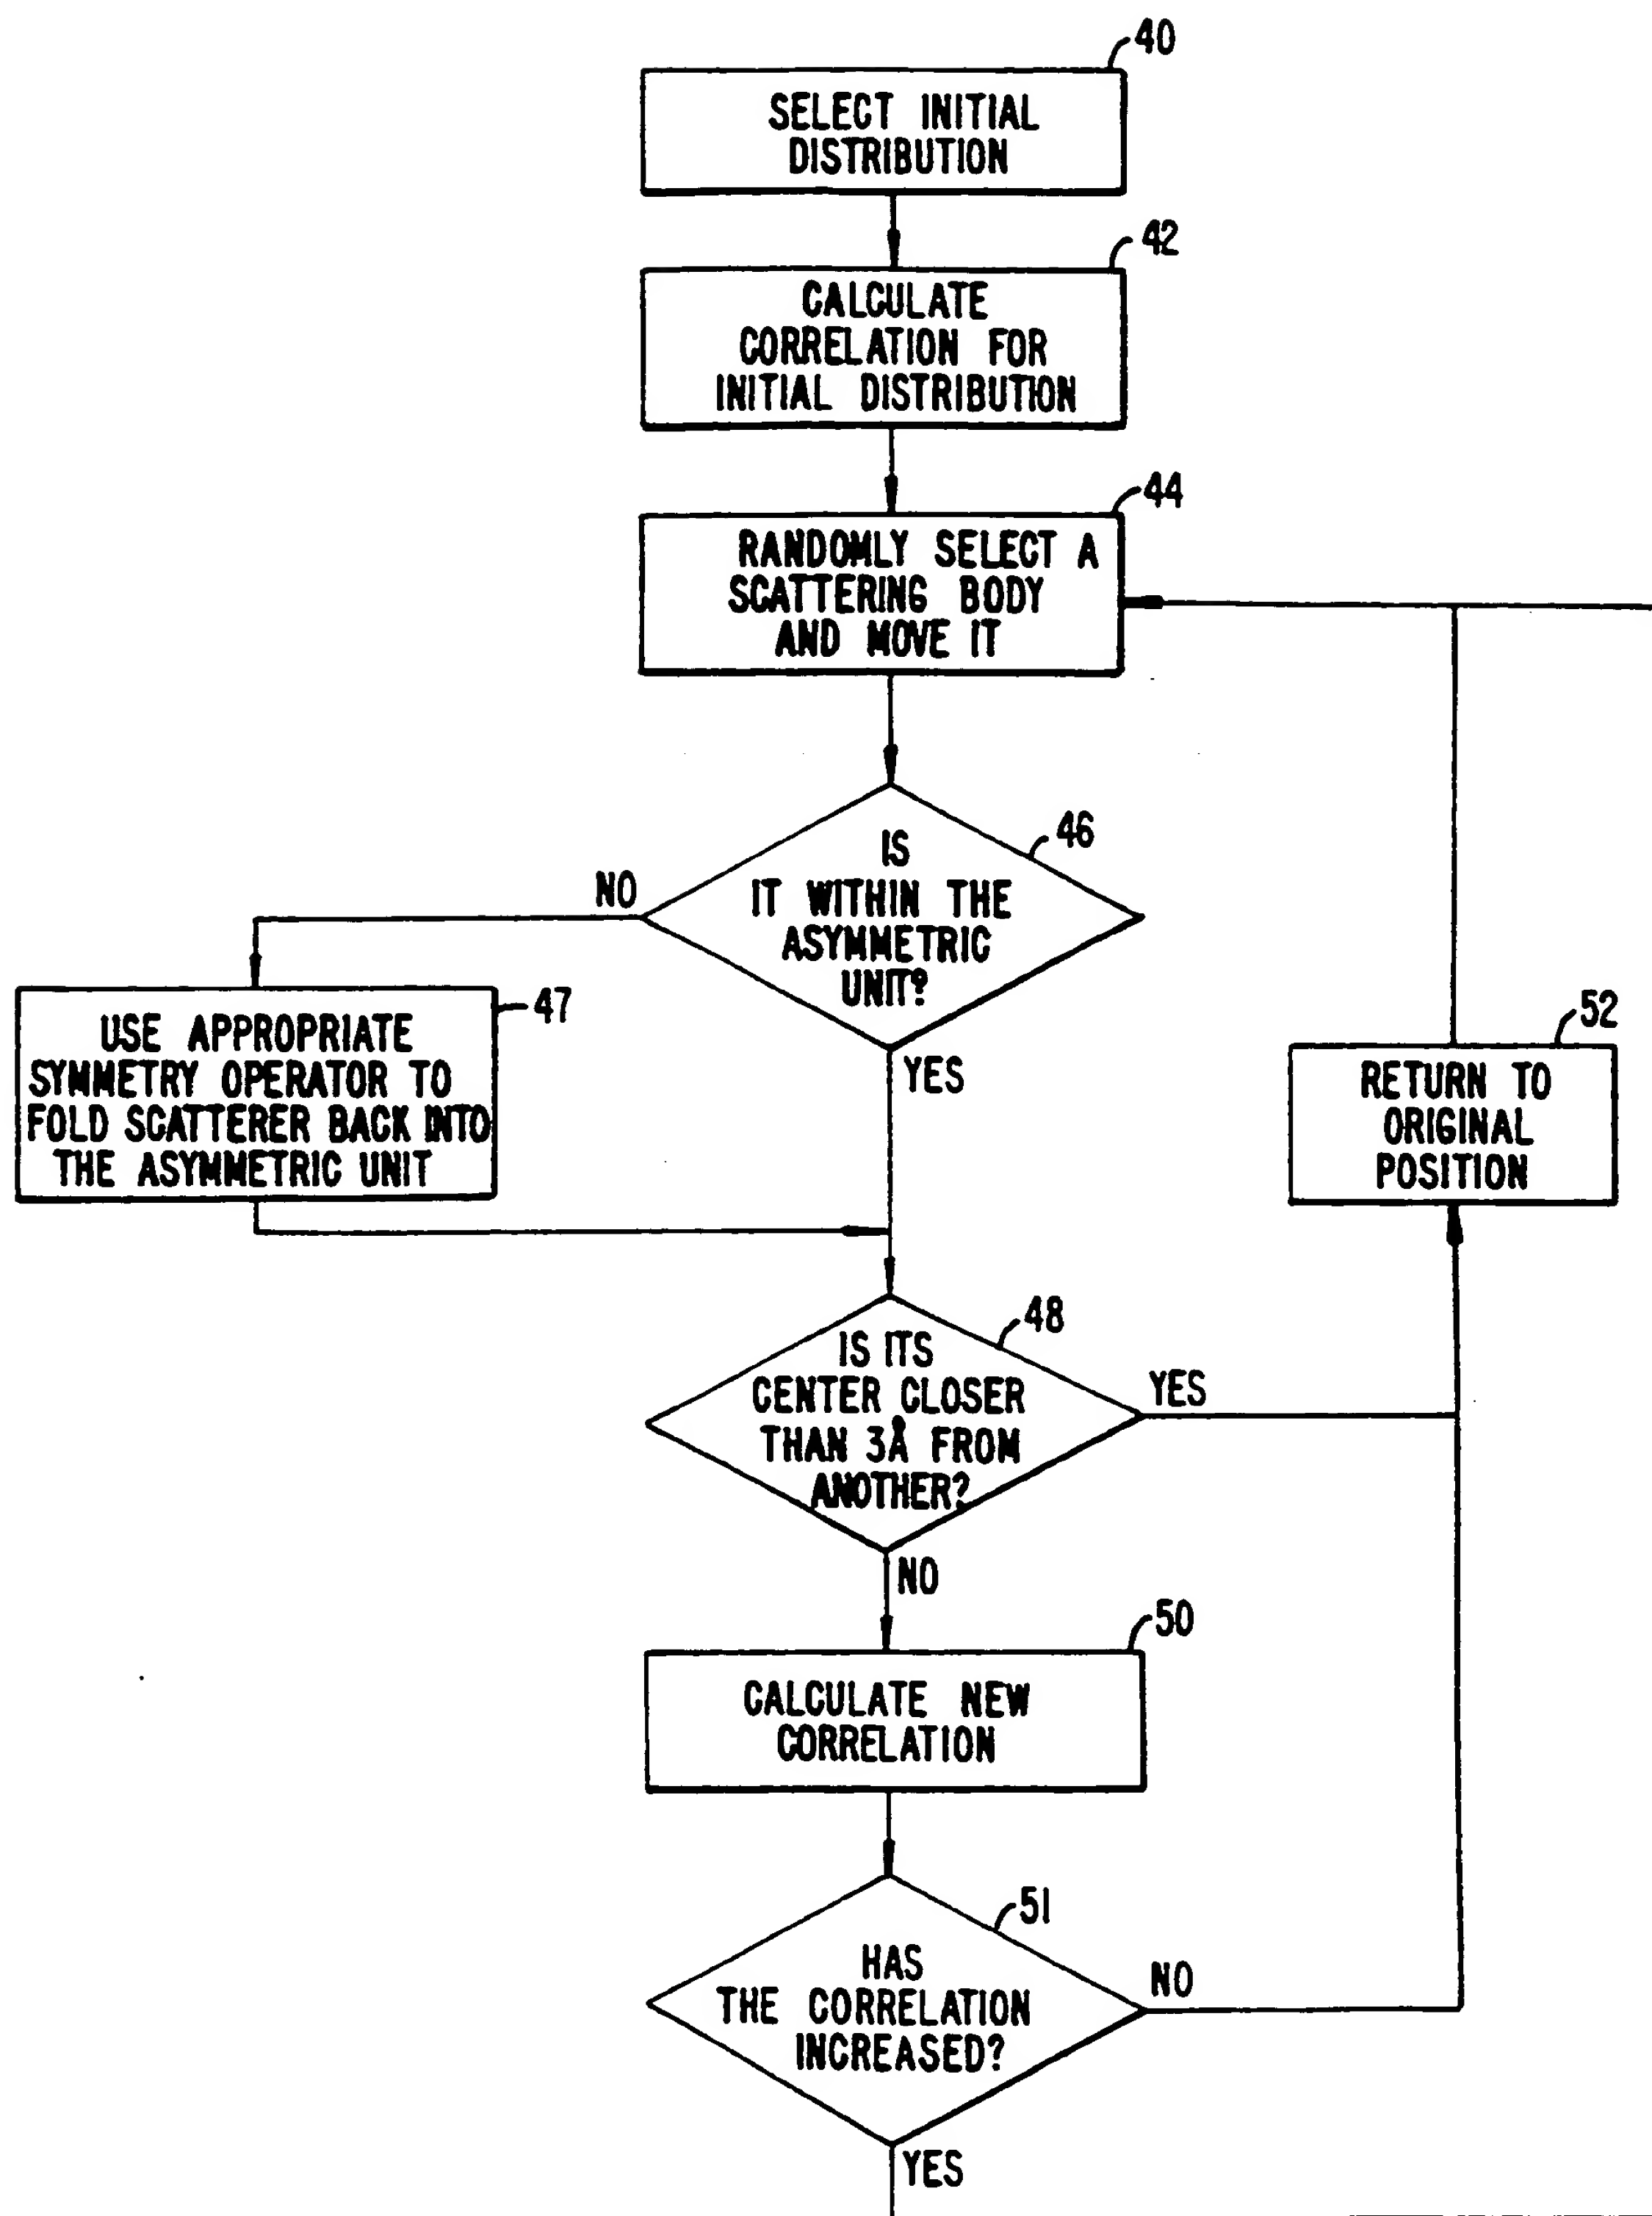 40
SELECT INITIAL
DISTRIBUTION
42
CALCULATE
CORRELATION FOR
INITIAL DISTRIBUTION
44
RANDOMLY SELECT A
SCATTERING BODY
AND MOVE IT
46
IS
IT WITHIN THE
ASYMMETRIC
UNIT?
NO
YES
47
USE APPROPRIATE
SYMMETRY OPERATOR TO
FOLD SCATTERER BACK INTO
THE ASYMMETRIC UNIT
52
RETURN TO
ORIGINAL
POSITION
48
IS ITS
CENTER CLOSER
THAN 3Å FROM
ANOTHER?
YES
NO
50
CALCULATE NEW
CORRELATION
51
HAS
THE CORRELATION
INCREASED?
NO
YES